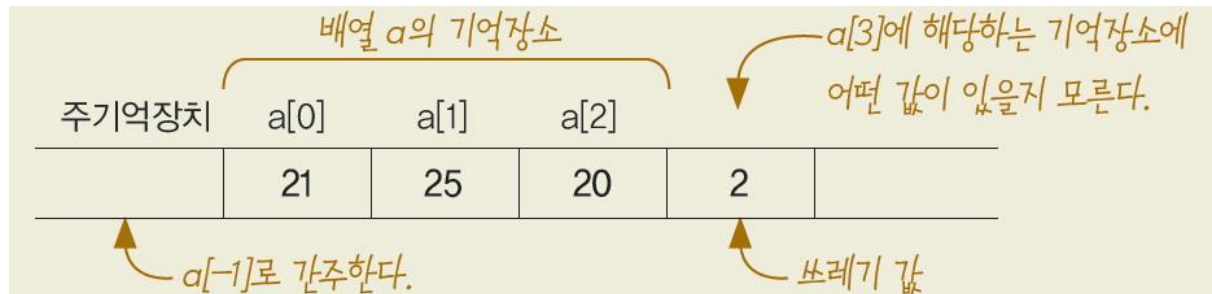 배열 a의 기억장소
a[3]에 해당하는 기억장소에
어떤 값이 있을지 모른다.
주기억장치 a[0] a[1] a[2]
21 25 20 2
a[-1]로 간주한다.
쓰레기 값